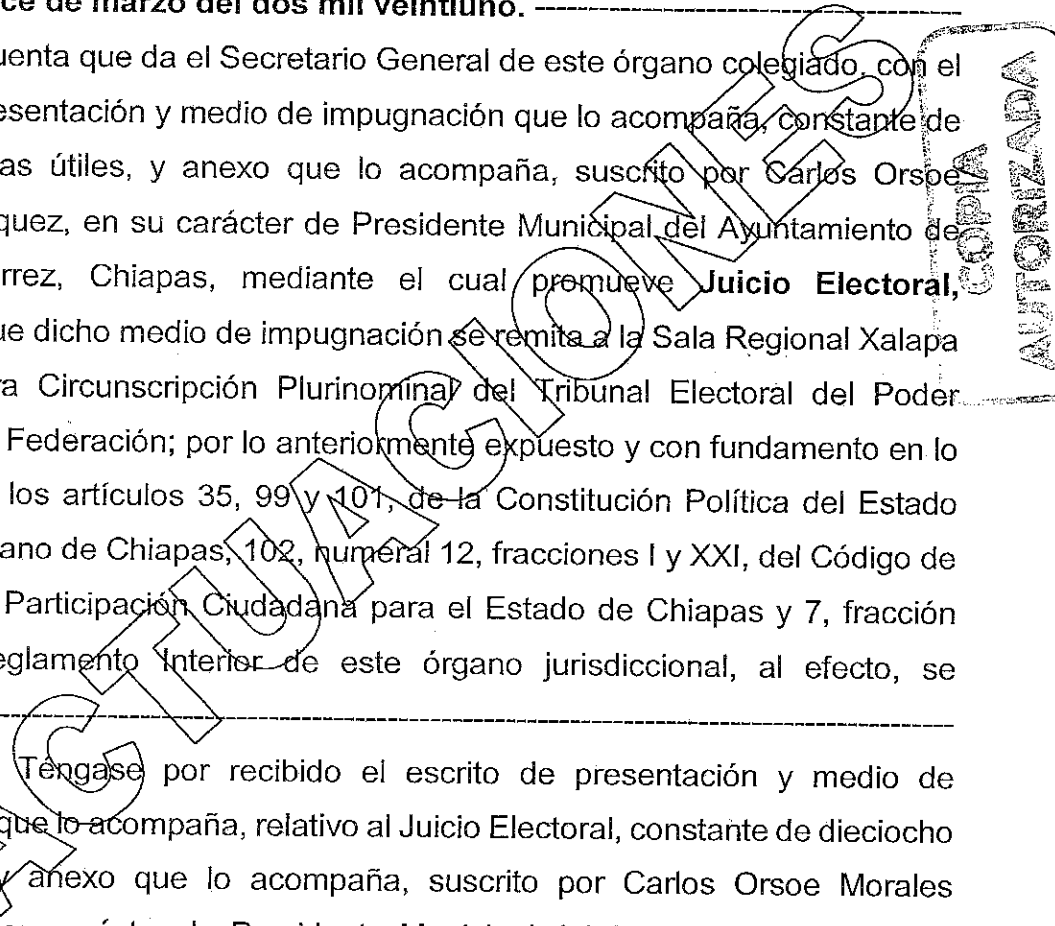 ce de marzo del dos mil veintiuno. ------------------------------------------
uenta que da el Secretario General de este órgano colegiado, con el
esentación y medio de impugnación que lo acompaña, constante de
as útiles, y anexo que lo acompaña, suscrito por Carlos Orsoe
quez, en su carácter de Presidente Municipal del Ayuntamiento de
rrez, Chiapas, mediante el cual promueve Juicio Electoral,
ue dicho medio de impugnación se remita a la Sala Regional Xalapa
ra Circunscripción Plurinominal del Tribunal Electoral del Poder
Federación; por lo anteriormente expuesto y con fundamento en lo
los artículos 35, 99 y 101, de la Constitución Política del Estado
ano de Chiapas, 102, numeral 12, fracciones I y XXI, del Código de
Participación Ciudadana para el Estado de Chiapas y 7, fracción
eglamento Interior de este órgano jurisdiccional, al efecto, se
------------------------------------------------------------------------
Téngase por recibido el escrito de presentación y medio de
que lo acompaña, relativo al Juicio Electoral, constante de dieciocho
y anexo que lo acompaña, suscrito por Carlos Orsoe Morales
ACTUACIONES
COPIA
AUTORIZADA